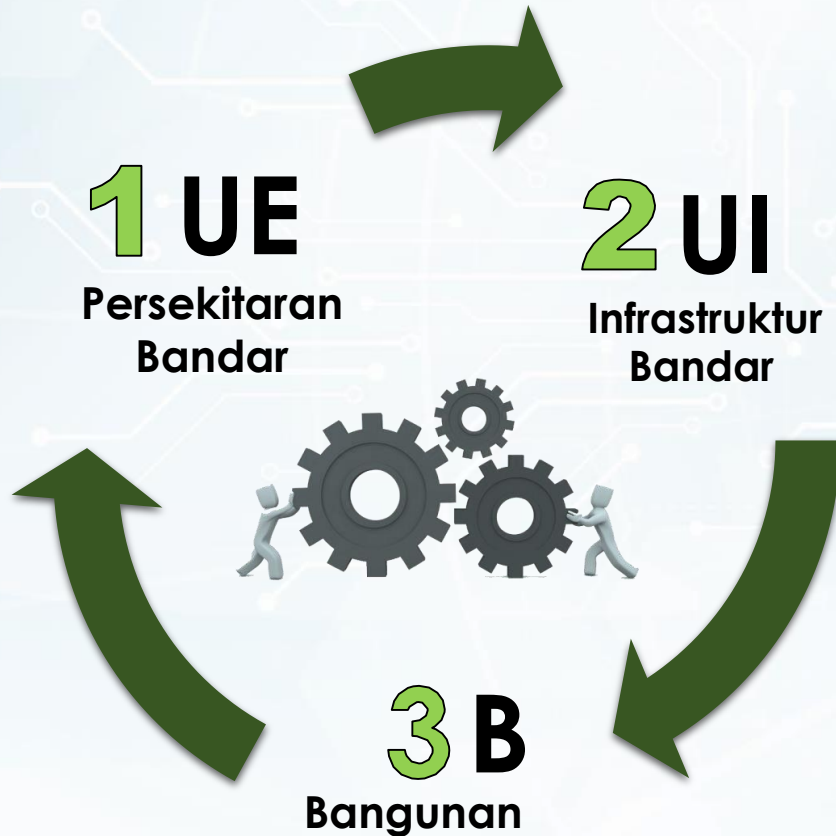 1 UE
Persekitaran
Bandar
2 UI
Infrastruktur
Bandar
3 B
Bangunan